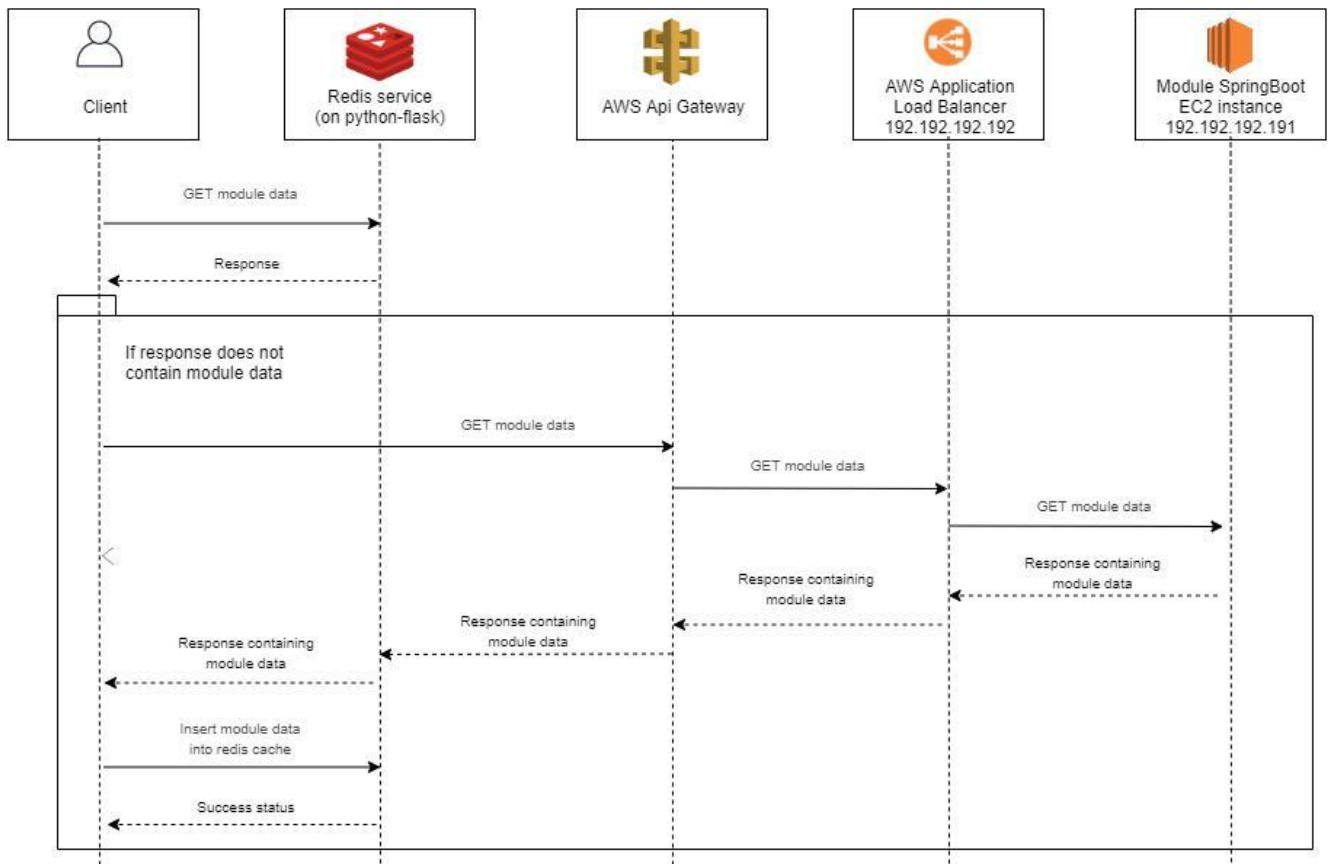 Client
Redis service
(on python-flask)
AWS Api Gateway
AWS Application
Load Balancer
192.192.192.192
Module SpringBoot
EC2 instance
192.192.192.191
GET module data
Response
If response does not
contain module data
GET module data
GET module data
GET module data
Response containing
module data
Response containing
module data
Response containing
module data
Response containing
module data
Insert module data
into redis cache
Success status